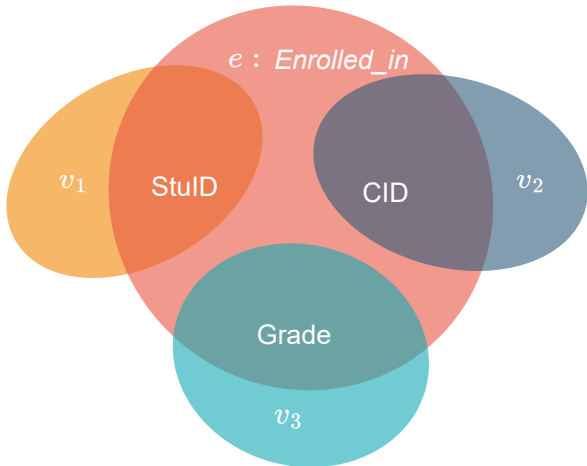 e : Enrolled_in
v₁
StuID
CID
v₂
Grade
v₃